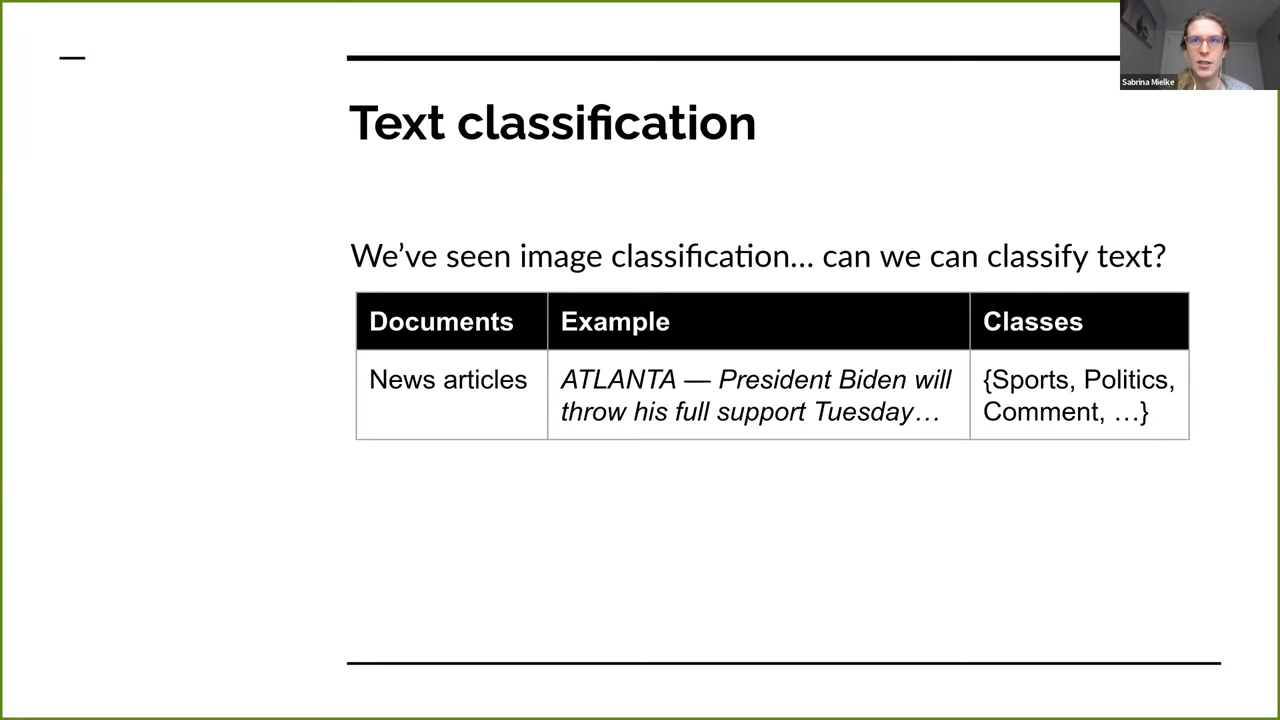 Sabrina Mielke
Text classification
We’ve seen image classification... can we can classify text?
Documents
Example
Classes
News articles
ATLANTA — President Biden will
throw his full support Tuesday…
{Sports, Politics,
Comment, …}